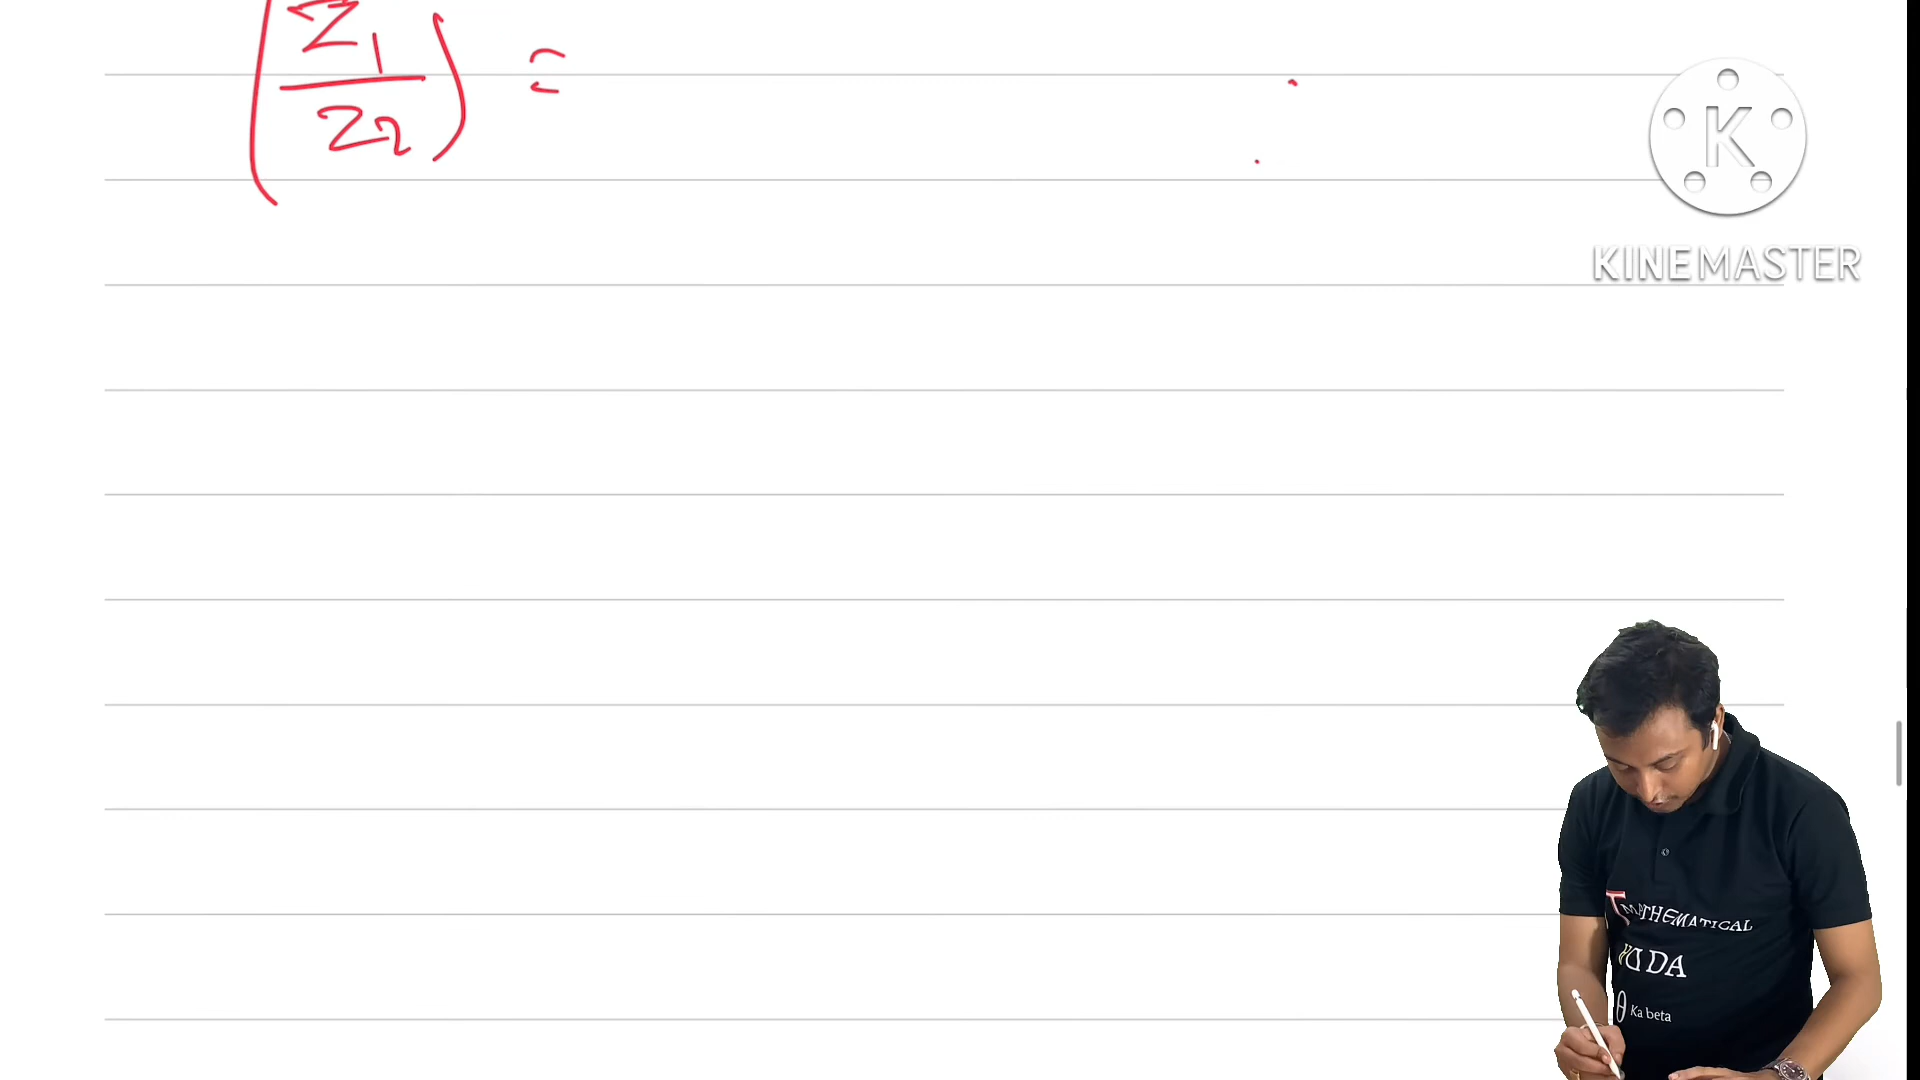 (Z1/Z2) =
K
KINEMASTER
MATHEMATICAL
DA
θ Ka beta